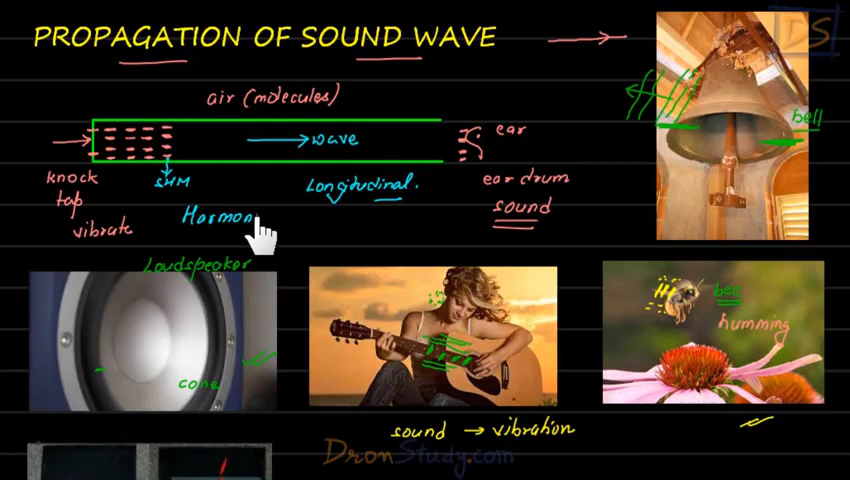 PROPAGATION OF SOUND WAVE
DS
air (molecules)
bell
wave
ear
knock
tap
vibrate
SHM
Longitudinal.
ear drum
sound
Harmon
Loudspeaker
bee
humming
cone
sound → vibration
DronStudy.com